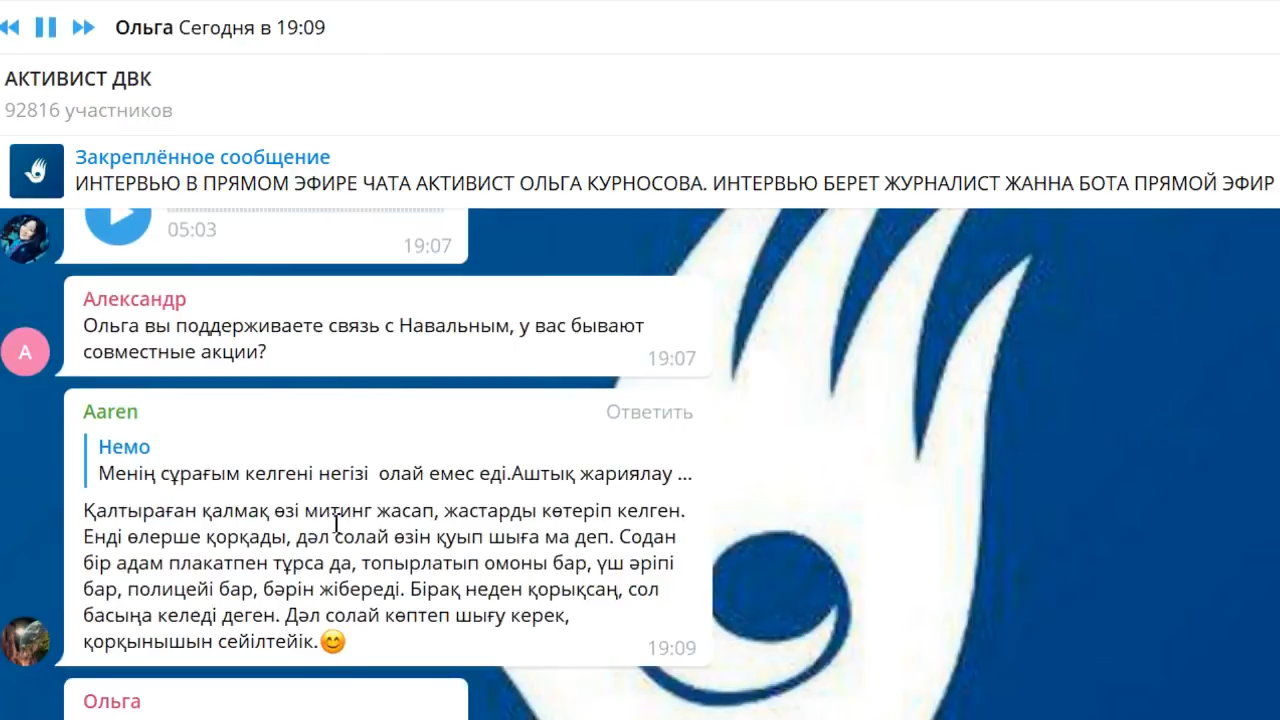 Ольга Сегодня в 19:09
АКТИВИСТ ДВК
92816 участников
Закреплённое сообщение
ИНТЕРВЬЮ В ПРЯМОМ ЭФИРЕ ЧАТА АКТИВИСТ ОЛЬГА КУРНОСОВА. ИНТЕРВЬЮ БЕРЕТ ЖУРНАЛИСТ ЖАННА БОТА ПРЯМОЙ ЭФИР
05:03
19:07
Александр
Ольга вы поддерживаете связь с Навальным, у вас бывают
совместные акции?
19:07
А
Aaren
Ответить
Немо
Менің сұрағым келгені негізі  олай емес еді.Аштық жариялау ...
Қалтыраған қалмақ өзі митинг жасап, жастарды көтеріп келген.
Енді өлерше қорқады, дәл солай өзін қуып шыға ма деп. Содан
бір адам плакатпен тұрса да, топырлатып омоны бар, үш әріпі
бар, полицейі бар, бәрін жібереді. Бірақ неден қорықсаң, сол
басыңа келеді деген. Дәл солай көптеп шығу керек,
қорқынышын сейілтейік.😊
19:09
Ольга